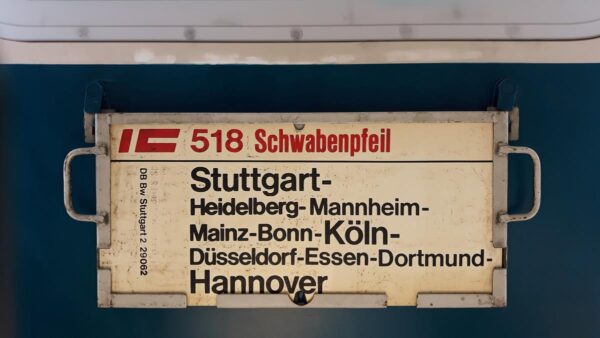 IC 518 Schwabenpfeil
Stuttgart-
Heidelberg-Mannheim-
Mainz-Bonn-Köln-
Düsseldorf-Essen-Dortmund-
Hannover
DB Bw Stuttgart 2 29062